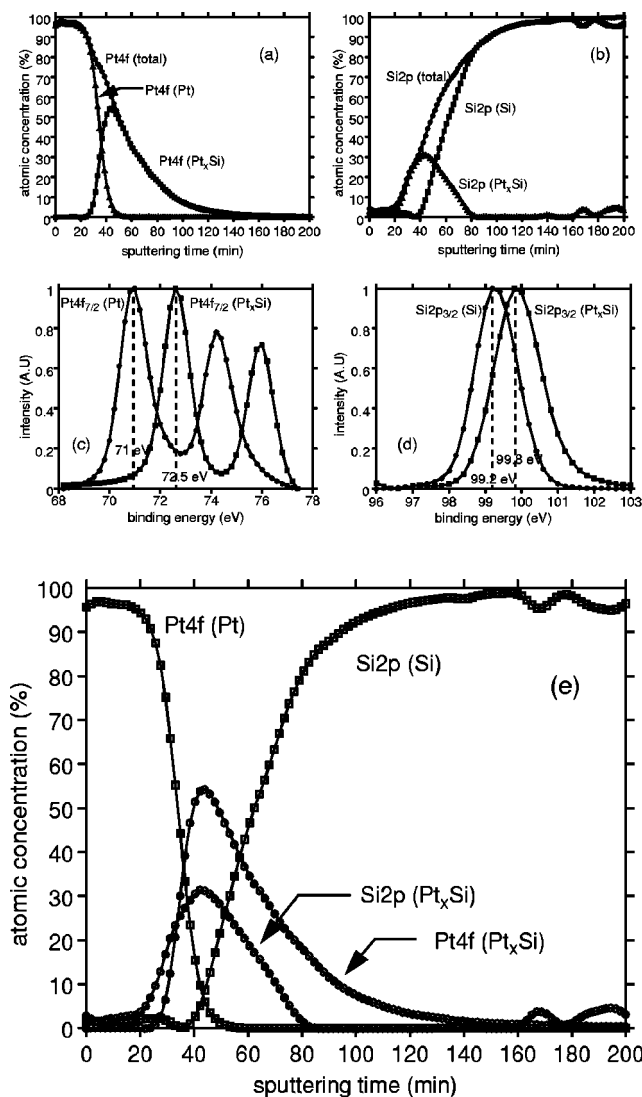 100
90
80
70
60
50
40
30
20
10
0
atomic concentration (%)
Pt4f (total)
(a)
Pt4f (Pt)
Pt4f (PtₓSi)
0 20 40 60 80 100 120 140 160 180 200
sputtering time (min)
100
90
80
70
60
50
40
30
20
10
0
atomic concentration (%)
(b)
Si2p (total)
Si2p (Si)
Si2p (PtₓSi)
0 20 40 60 80 100 120 140 160 180 200
sputtering time (min)
1
0.8
0.6
0.4
0.2
0
intensity (A.U)
Pt4f₇/₂ (Pt)
Pt4f₇/₂ (PtₓSi)
(c)
71 eV
72.5 eV
68 70 72 74 76 78
binding energy (eV)
1
0.8
0.6
0.4
0.2
0
intensity (A.U)
Si2p₃/₂ (Si)
Si2p₃/₂ (PtₓSi)
(d)
99.8 eV
99.2 eV
96 97 98 99 100 101 102 103
binding energy (eV)
100
90
80
70
60
50
40
30
20
10
0
atomic concentration (%)
Pt4f (Pt)
Si2p (Si)
(e)
Si2p (PtₓSi)
Pt4f (PtₓSi)
0 20 40 60 80 100 120 140 160 180 200
sputtering time (min)